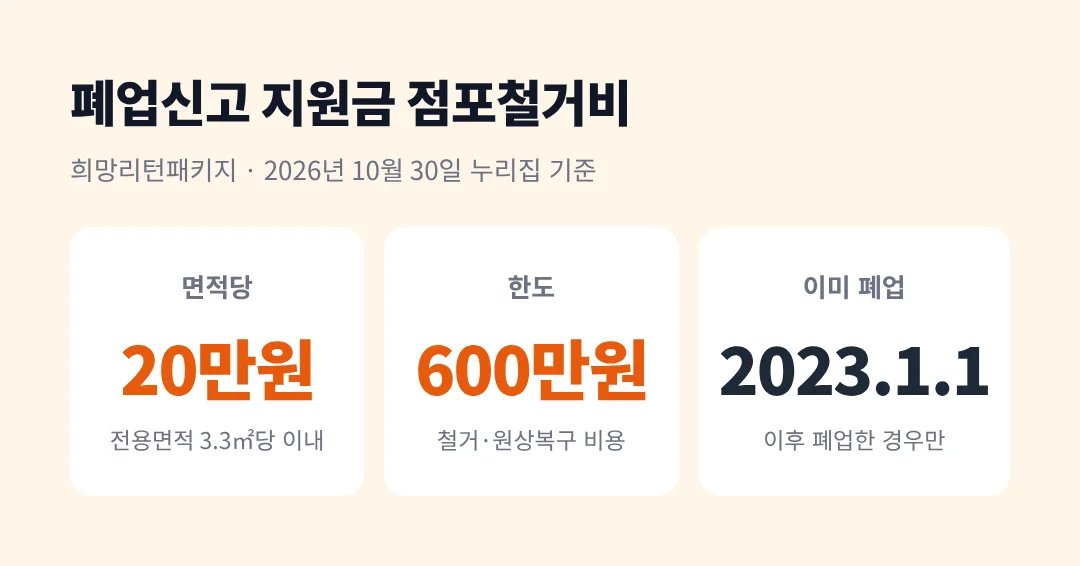 폐업신고 지원금 점포철거비
희망리턴패키지 · 2026년 10월 30일 누리집 기준
면적당
20만원
전용면적 3.3㎡당 이내
한도
600만원
철거·원상복구 비용
이미 폐업
2023.1.1
이후 폐업한 경우만